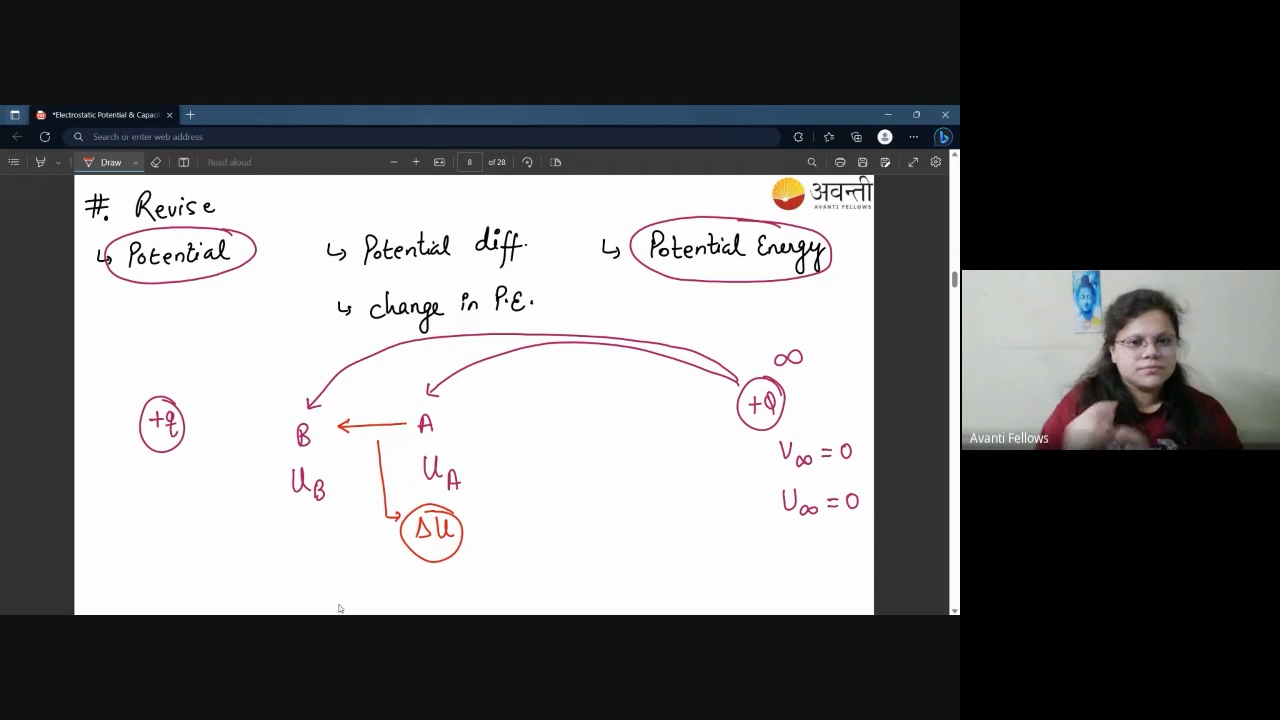 *Electrostatic Potential & Capac
Search or enter web address
Draw
Read aloud
8 of 28
#. Revise
अवन्ती
AVANTI FELLOWS
↳ Potential ↳ Potential diff. ↳ Potential Energy
↳ change in P.E.
∞
+q B A +Q
U_B U_A V_∞ = 0
ΔU U_∞ = 0
Avanti Fellows